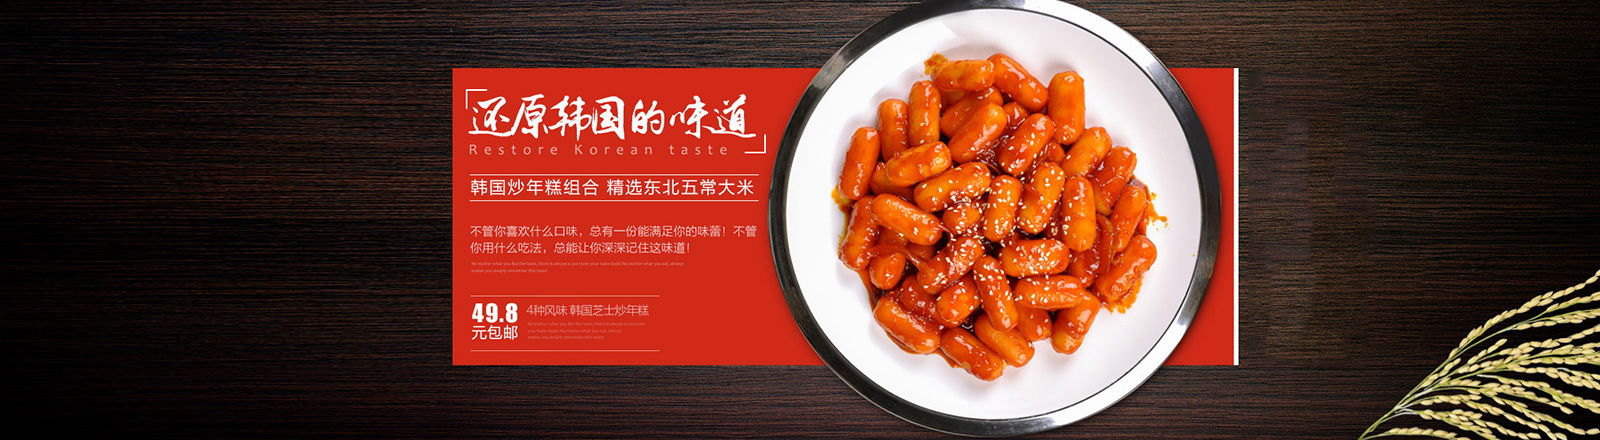 还原韩国的味道
Restore Korean taste
韩国炒年糕组合 精选东北五常大米
不管你喜欢什么口味，总有一份能满足你的味蕾！不管
你用什么吃法，总能让你深深记住这味道！
49.8
元包邮
4种风味 韩国芝士炒年糕